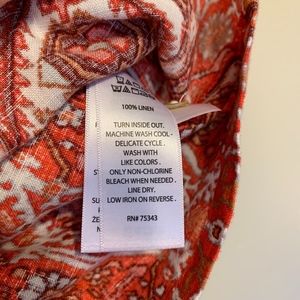 100% LINEN
TURN INSIDE OUT.
MACHINE WASH COOL -
DELICATE CYCLE .
WASH WITH
LIKE COLORS .
ONLY NON-CHLORINE
BLEACH WHEN NEEDED .
LINE DRY.
LOW IRON ON REVERSE .
RN# 75343